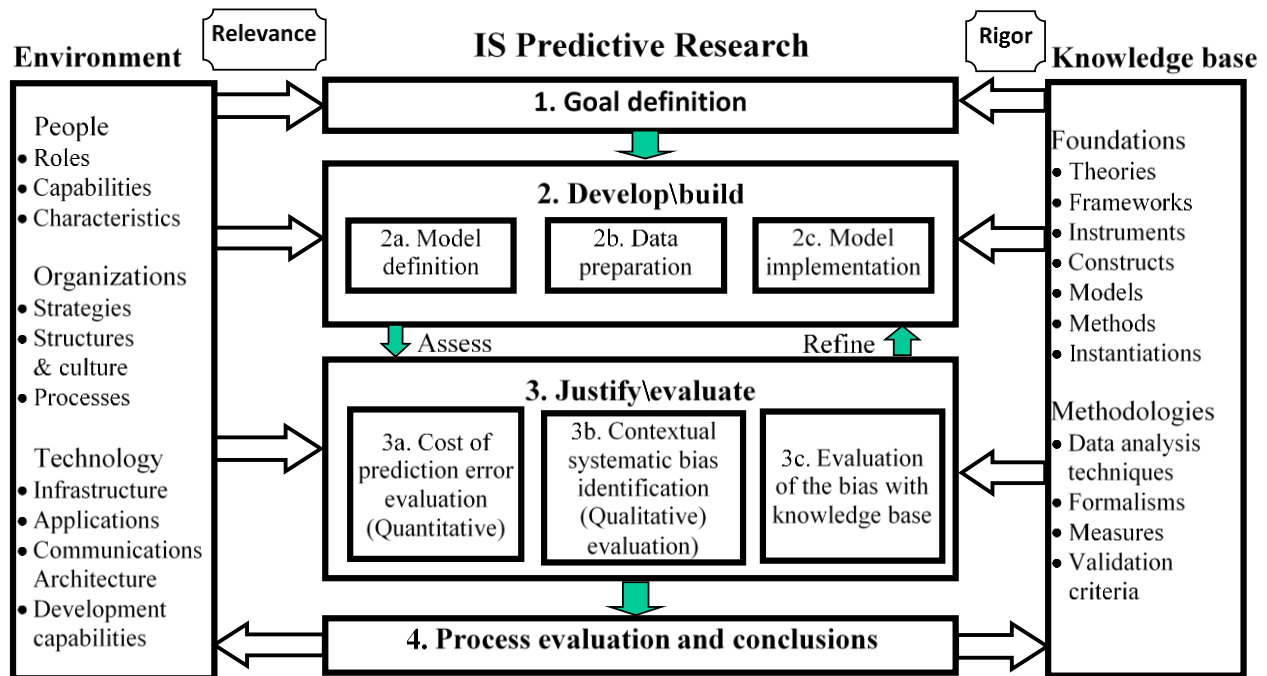 Relevance
IS Predictive Research
Rigor
Environment
Knowledge base
People
• Roles
• Capabilities
• Characteristics
Organizations
• Strategies
• Structures
& culture
• Processes
Technology
• Infrastructure
• Applications
• Communications
Architecture
• Development
capabilities
1. Goal definition
2. Develop\build
2a. Model
definition
2b. Data
preparation
2c. Model
implementation
Assess
Refine
3. Justify\evaluate
3a. Cost of
prediction error
evaluation
(Quantitative)
3b. Contextual
systematic bias
identification
(Qualitative)
evaluation)
3c. Evaluation
of the bias with
knowledge base
4. Process evaluation and conclusions
Foundations
• Theories
• Frameworks
• Instruments
• Constructs
• Models
• Methods
• Instantiations
Methodologies
• Data analysis
techniques
• Formalisms
• Measures
• Validation
criteria